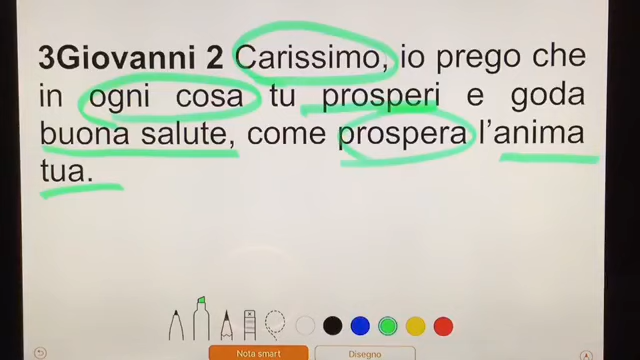 3Giovanni 2 Carissimo, io prego che
in ogni cosa tu prosperi e goda
buona salute, come prospera l'anima
tua.
Nota smart
Disegno